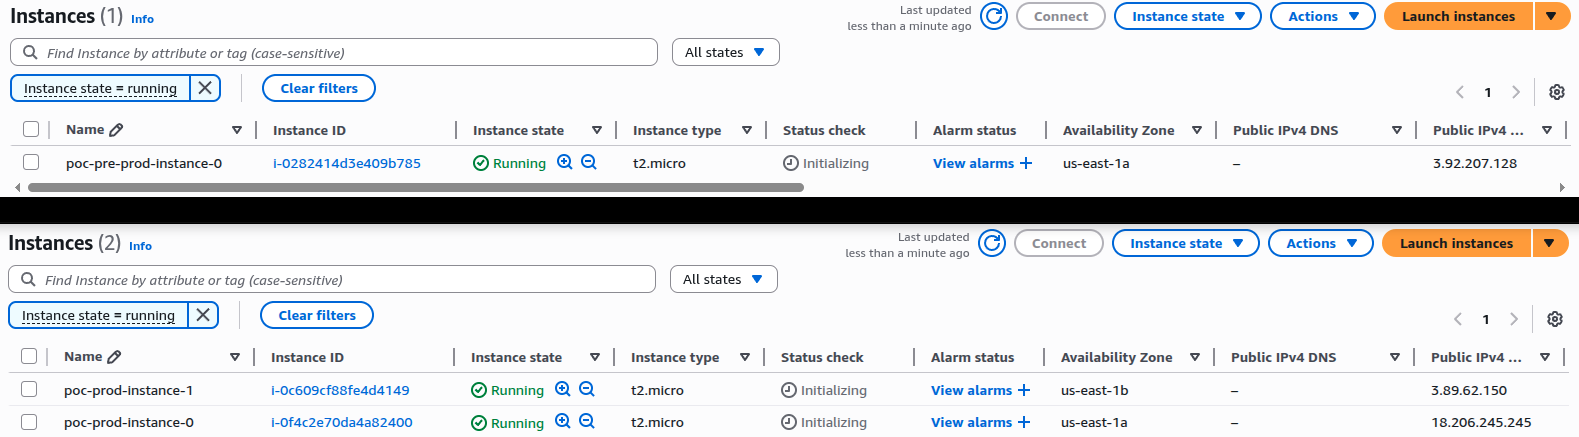 Instances (1) Info
Last updated
less than a minute ago
Connect
Instance state
Actions
Launch instances
Find Instance by attribute or tag (case-sensitive)
All states
Instance state = running
Clear filters
1
Name Instance ID Instance state Instance type Status check Alarm status Availability Zone Public IPv4 DNS Public IPv4 ...
poc-pre-prod-instance-0 i-0282414d3e409b785 Running t2.micro Initializing View alarms + us-east-1a – 3.92.207.128
Instances (2) Info
Last updated
less than a minute ago
Connect
Instance state
Actions
Launch instances
Find Instance by attribute or tag (case-sensitive)
All states
Instance state = running
Clear filters
1
Name Instance ID Instance state Instance type Status check Alarm status Availability Zone Public IPv4 DNS Public IPv4 ...
poc-prod-instance-1 i-0c609cf88fe4d4149 Running t2.micro Initializing View alarms + us-east-1b – 3.89.62.150
poc-prod-instance-0 i-0f4c2e70da4a82400 Running t2.micro Initializing View alarms + us-east-1a – 18.206.245.245